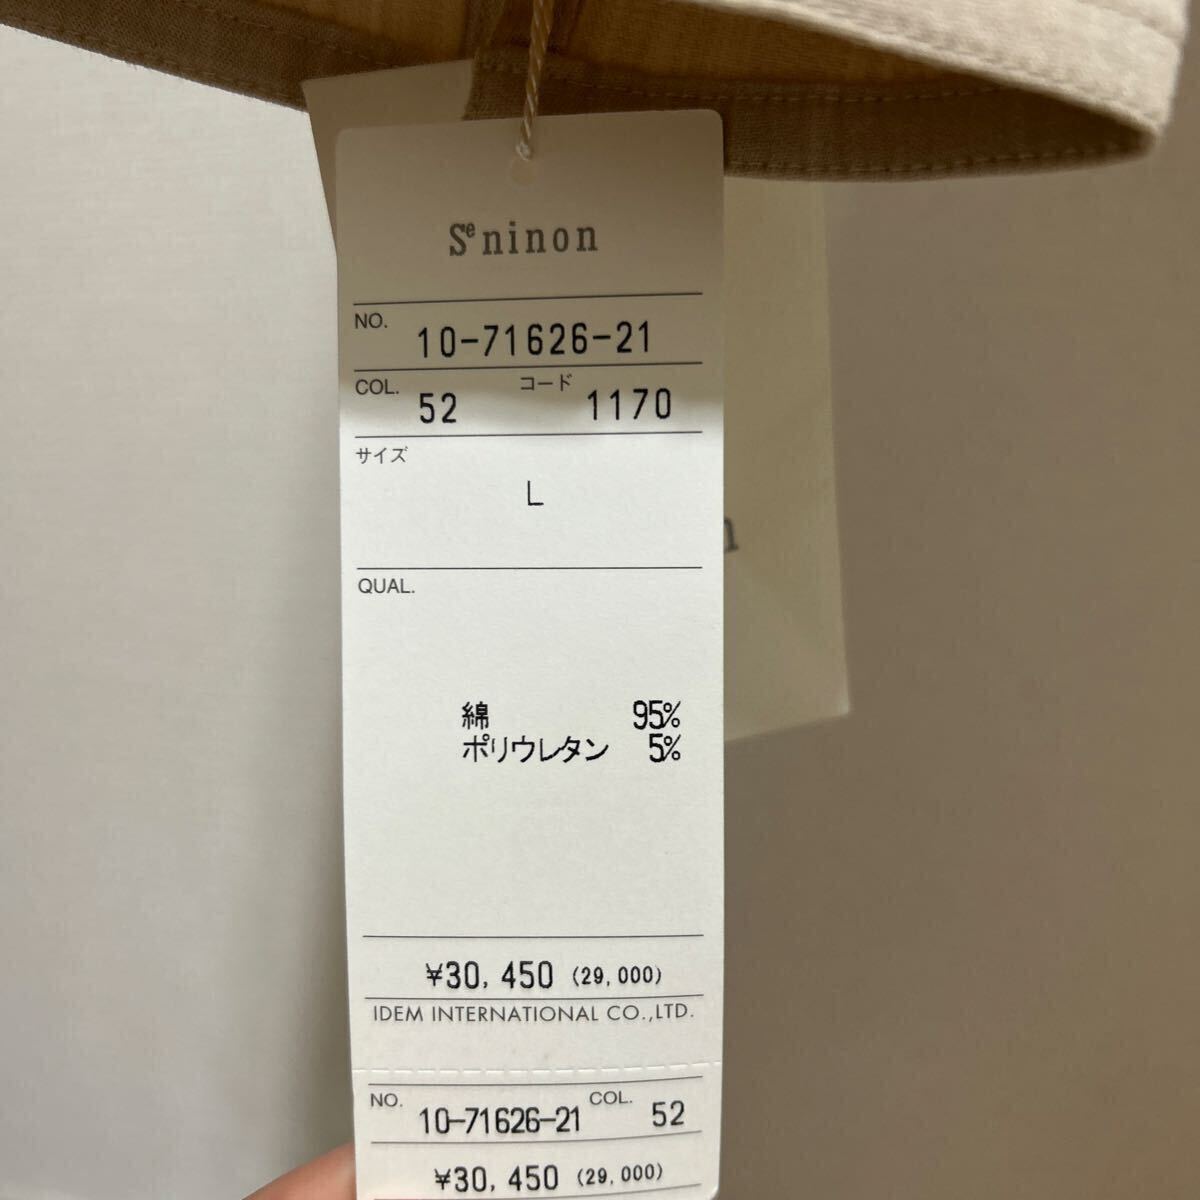 Seninon
NO. 10-71626-21
COL. 52 コード 1170
サイズ
L
QUAL.
綿 95%
ポリウレタン 5%
¥30,450 (29,000)
IDEM INTERNATIONAL CO.,LTD.
NO. 10-71626-21 COL. 52
¥30,450 (29,000)
n